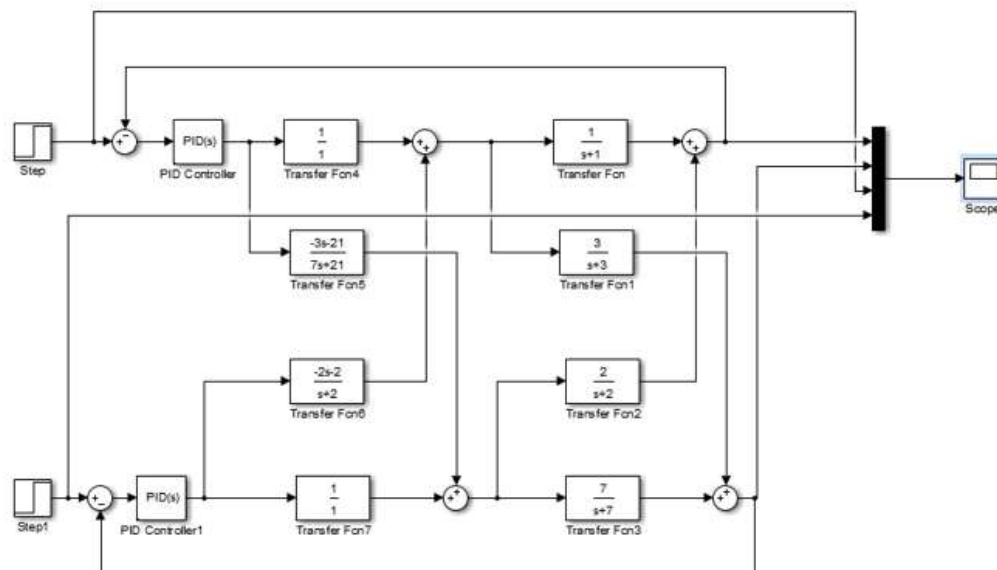 Step
PID(s)
PID Controller
1
1
Transfer Fcn4
1
s+1
Transfer Fcn
Scope
-3s-21
7s+21
Transfer Fcn5
3
s+3
Transfer Fcn1
-2s-2
s+2
Transfer Fcn6
2
s+2
Transfer Fcn2
Step1
PID(s)
PID Controller1
1
1
Transfer Fcn7
7
s+7
Transfer Fcn3